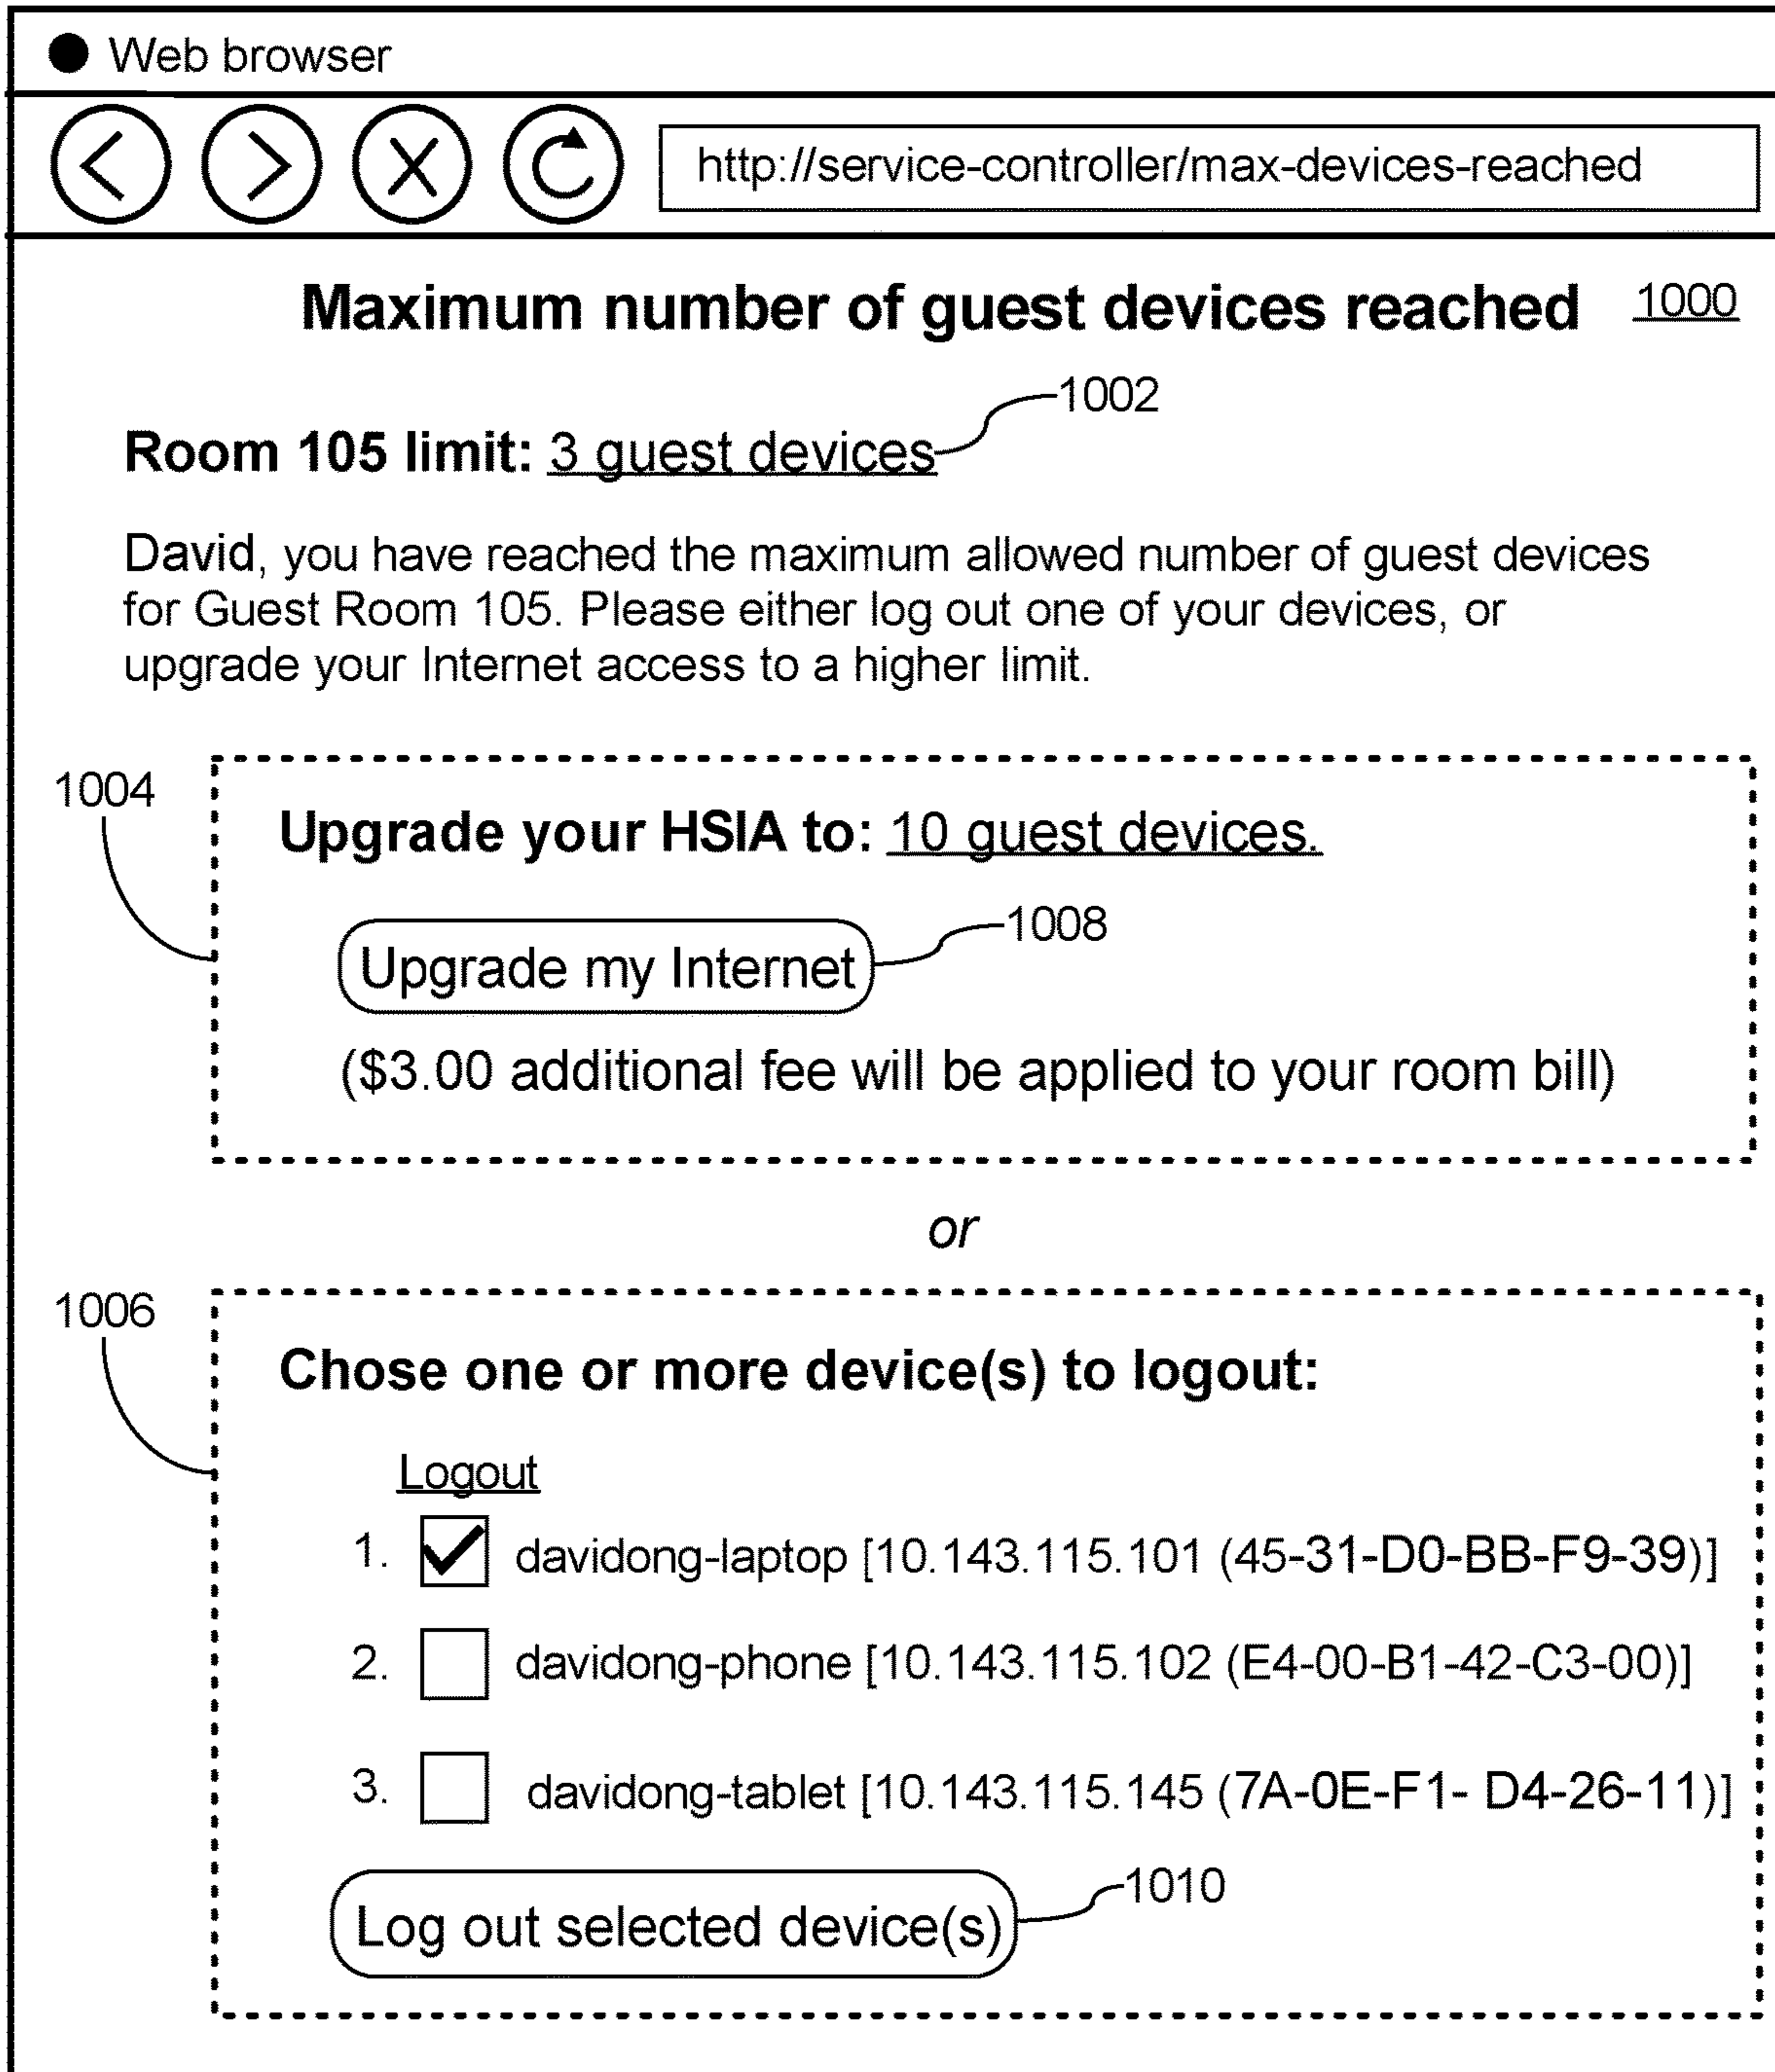 Web browser
http://service-controller/max-devices-reached
Maximum number of guest devices reached 1000
1002
Room 105 limit: 3 guest devices
David, you have reached the maximum allowed number of guest devices
for Guest Room 105. Please either log out one of your devices, or
upgrade your Internet access to a higher limit.
1004
Upgrade your HSIA to: 10 guest devices.
1008
Upgrade my Internet
($3.00 additional fee will be applied to your room bill)
or
1006
Chose one or more device(s) to logout:
Logout
1. davidong-laptop [10.143.115.101 (45-31-D0-BB-F9-39)]
2. davidong-phone [10.143.115.102 (E4-00-B1-42-C3-00)]
3. davidong-tablet [10.143.115.145 (7A-0E-F1- D4-26-11)]
1010
Log out selected device(s)